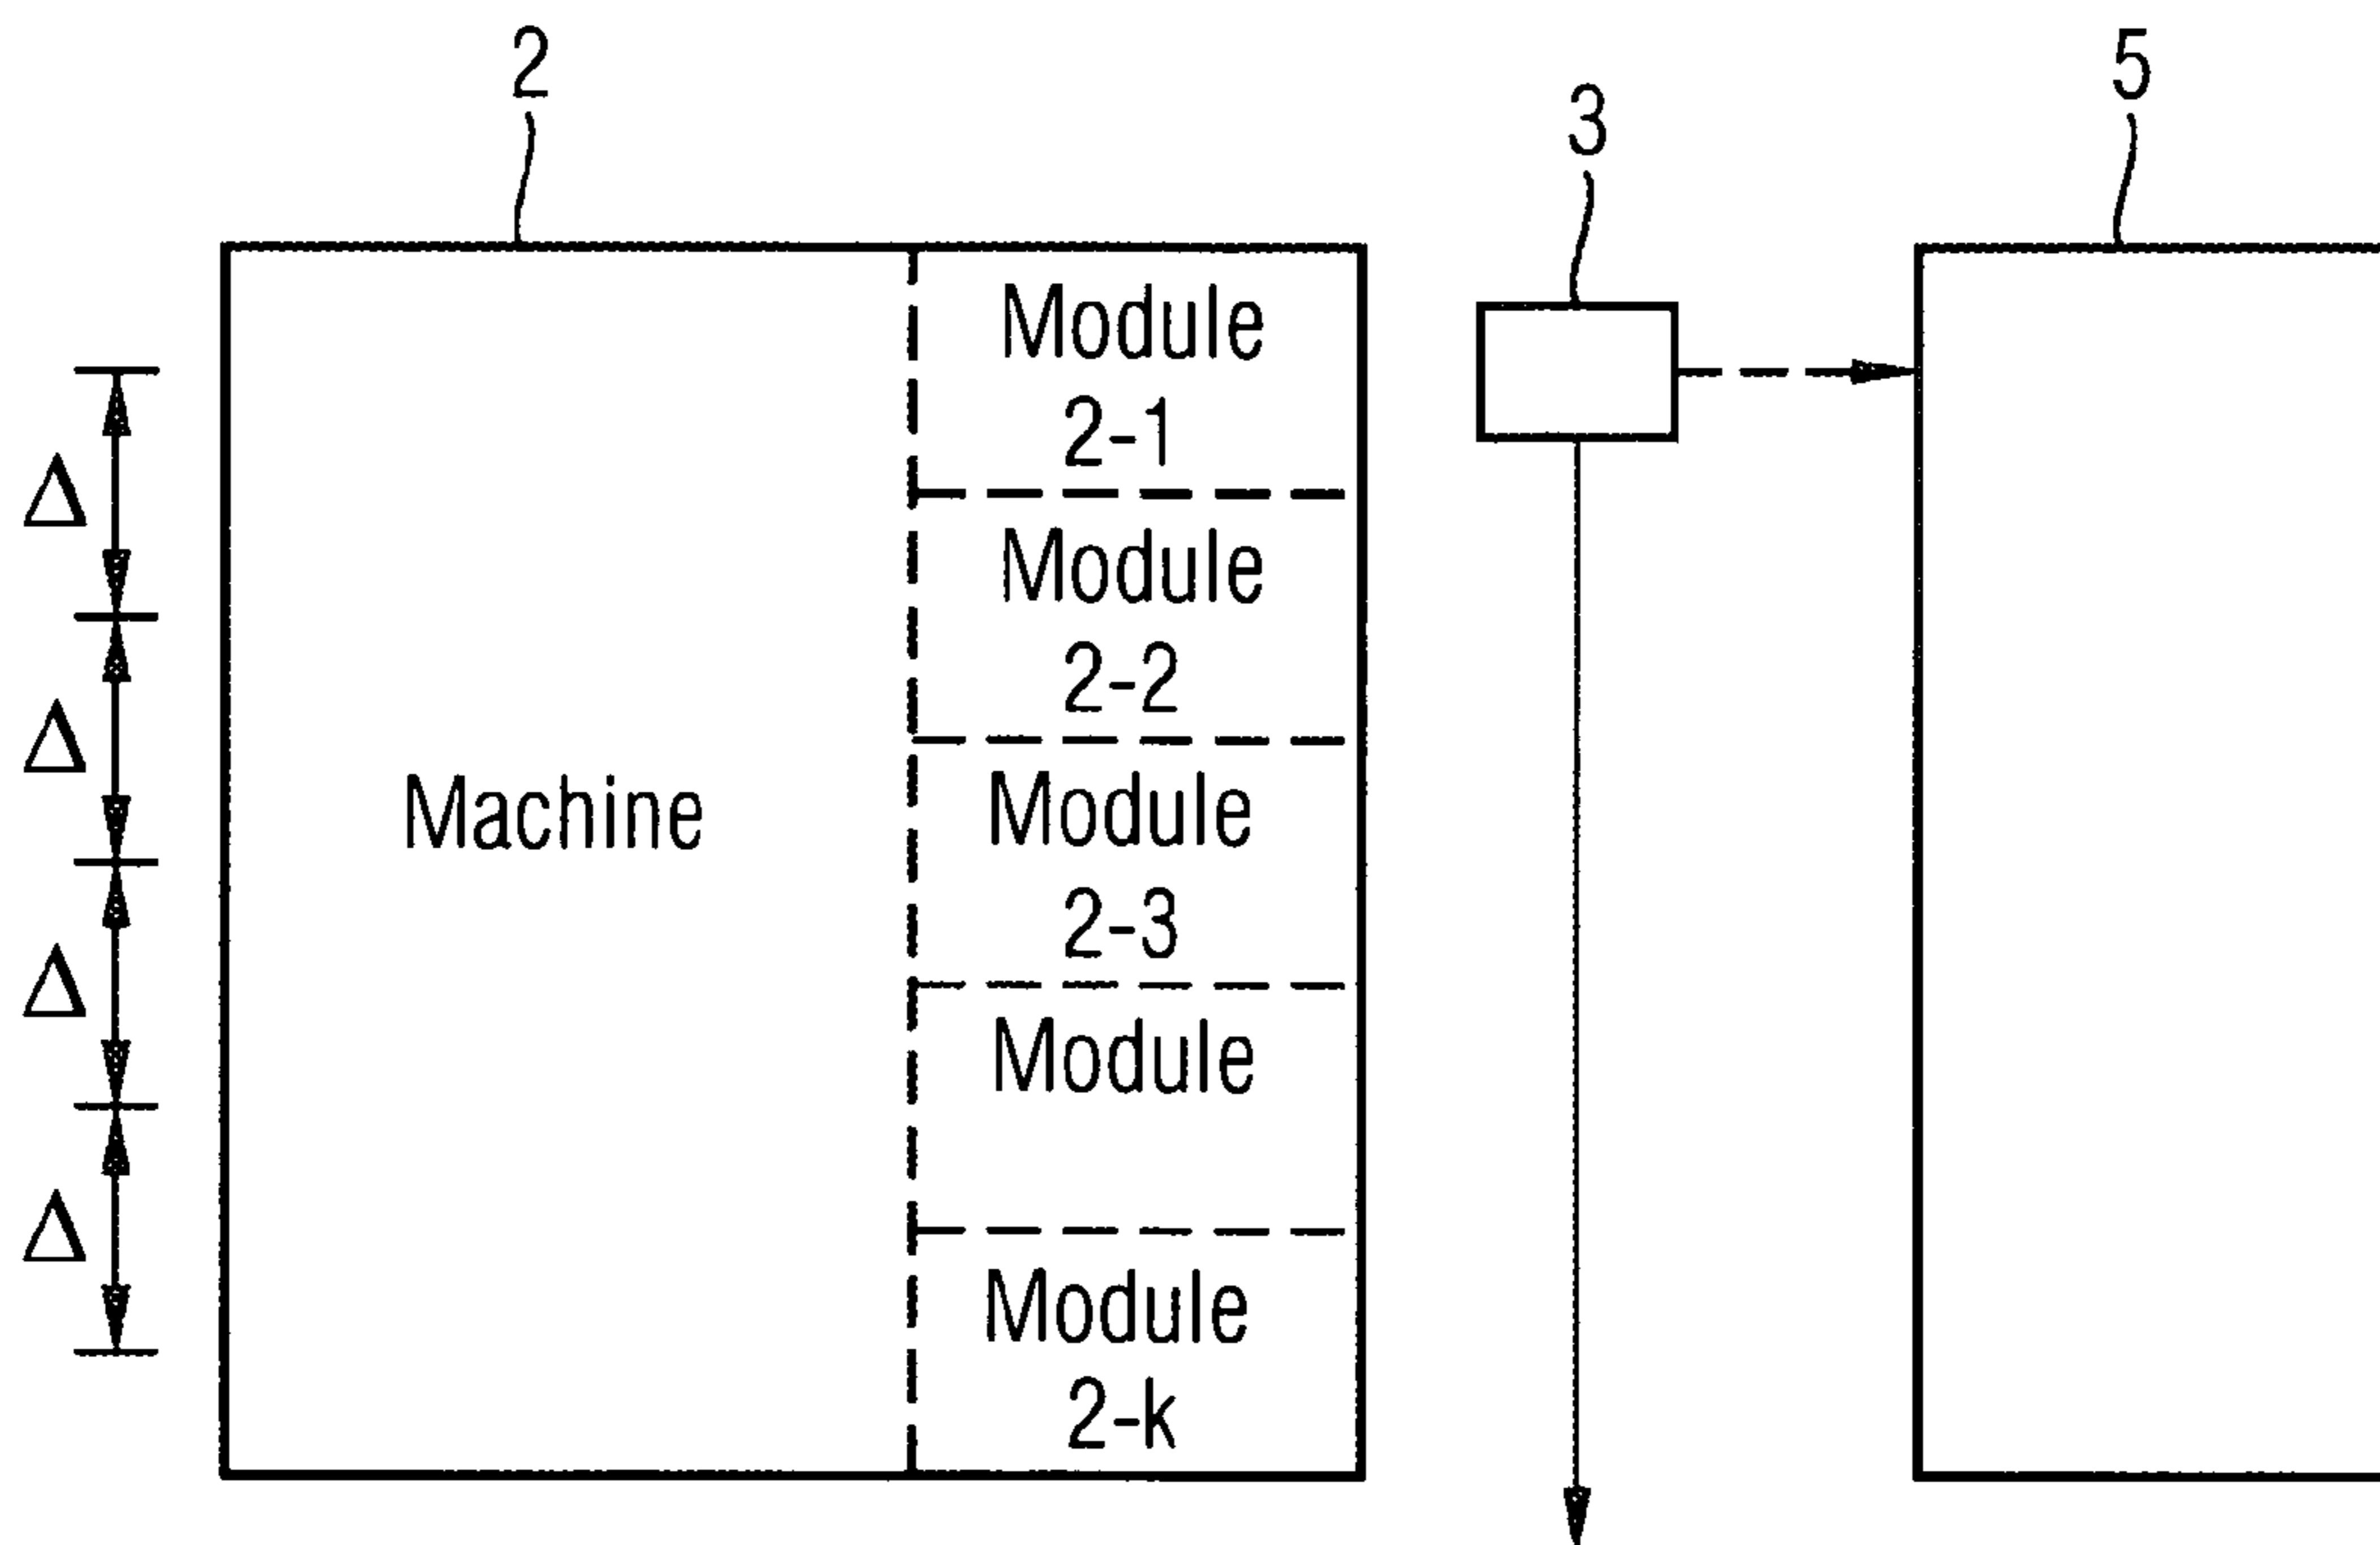 2
3
5
Module
2-1
Δ
Module
2-2
Δ
Machine
Module
2-3
Δ
Module
Δ
Module
2-k